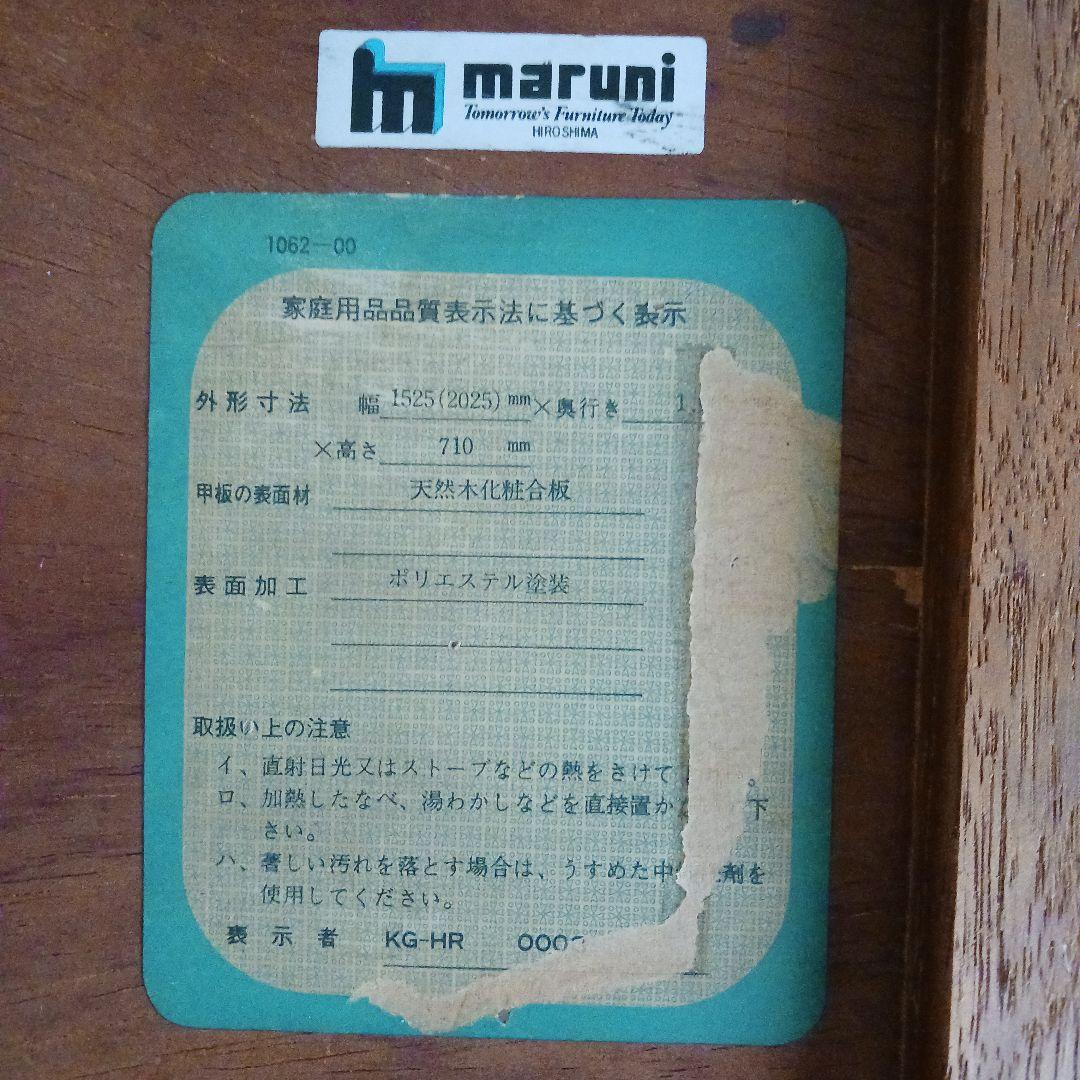 maruni
Tomorrow's Furniture Today
HIROSHIMA
1062-00
家庭用品品質表示法に基づく表示
外形寸法 幅 1525(2025) mm×奥行き
×高さ 710 mm
甲板の表面材 天然木化粧合板
表面加工 ポリエステル塗装
取扱い上の注意
イ、直射日光又はストーブなどの熱をさけて 。
ロ、加熱したなべ、湯わかしなどを直接置か 下
さい。
ハ、著しい汚れを落とす場合は、うすめた中 剤を
使用してください。
表示者 KG-HR 000